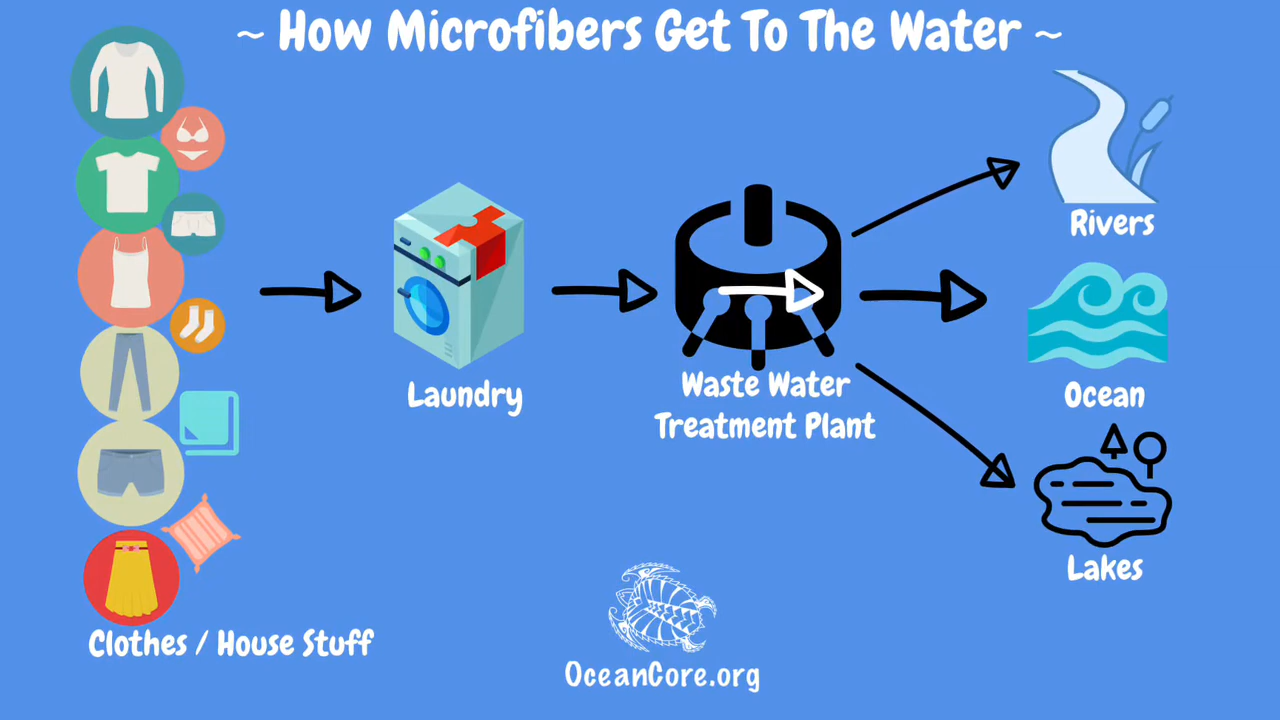 ~ How Microfibers Get To The Water ~
Rivers
Laundry
Waste Water
Treatment Plant
Ocean
Lakes
Clothes / House Stuff
OceanCore.org